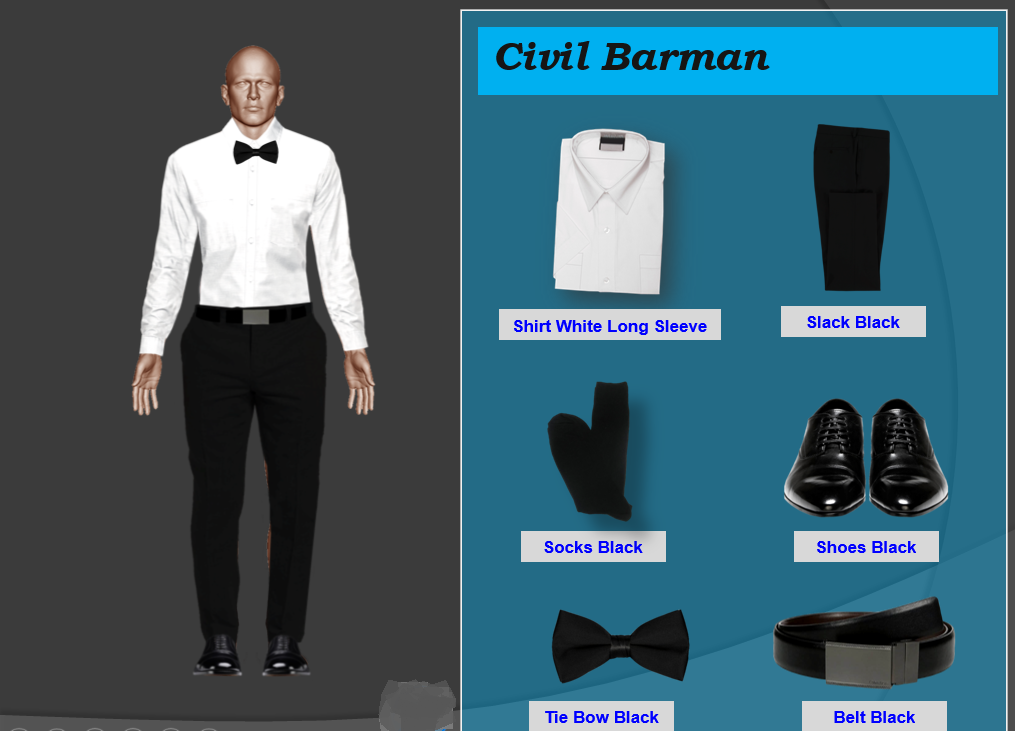 Civil Barman
Shirt White Long Sleeve
Slack Black
Socks Black
Shoes Black
Tie Bow Black
Belt Black